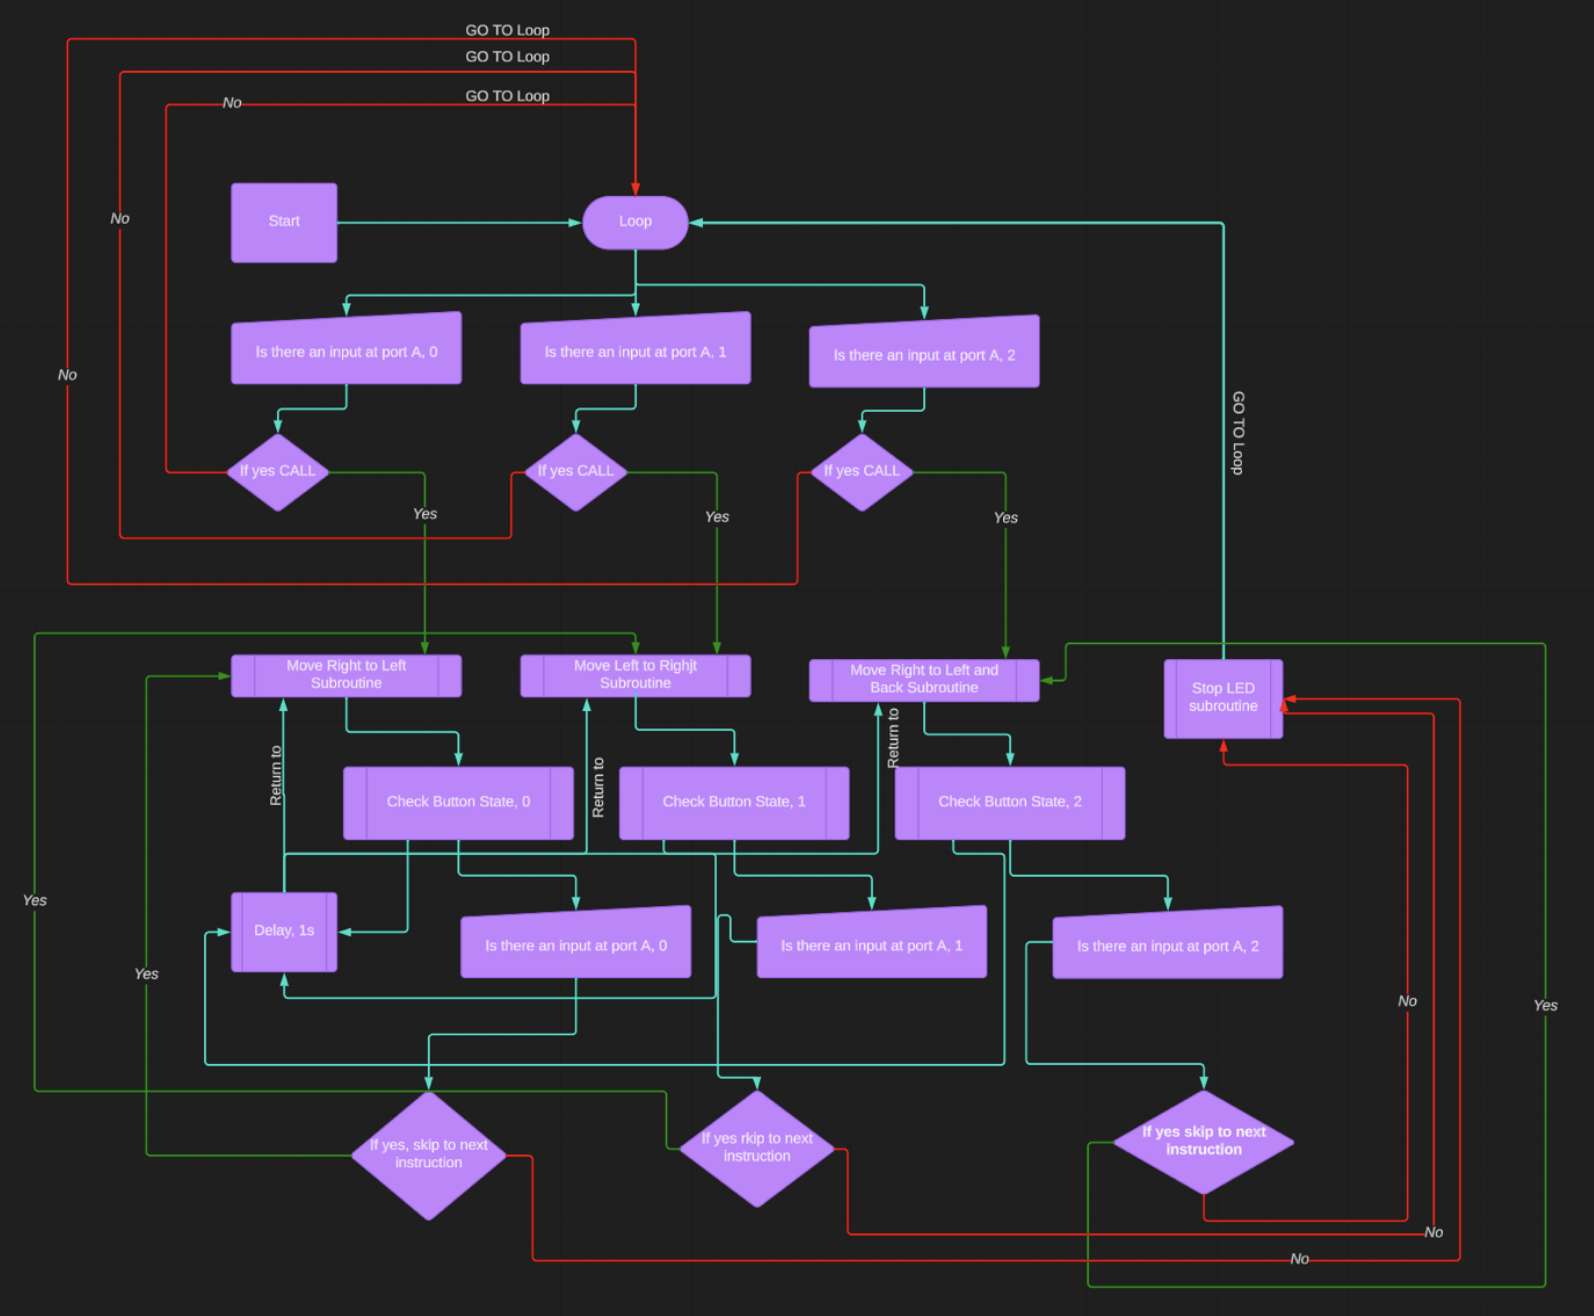 GO TO Loop
GO TO Loop
GO TO Loop
No
Start
Loop
No
Is there an input at port A, 0
Is there an input at port A, 1
Is there an input at port A, 2
No
GO TO Loop
If yes CALL
If yes CALL
If yes CALL
Yes
Yes
Yes
Move Right to Left
Subroutine
Move Left to Righjt
Subroutine
Move Right to Left and
Back Subroutine
Stop LED
subroutine
Return to
Return to
Return to
Check Button State, 0
Check Button State, 1
Check Button State, 2
Yes
Delay, 1s
Is there an input at port A, 0
Is there an input at port A, 1
Is there an input at port A, 2
Yes
No
Yes
If yes, skip to next
instruction
If yes rkip to next
instruction
If yes skip to next
instruction
No
No